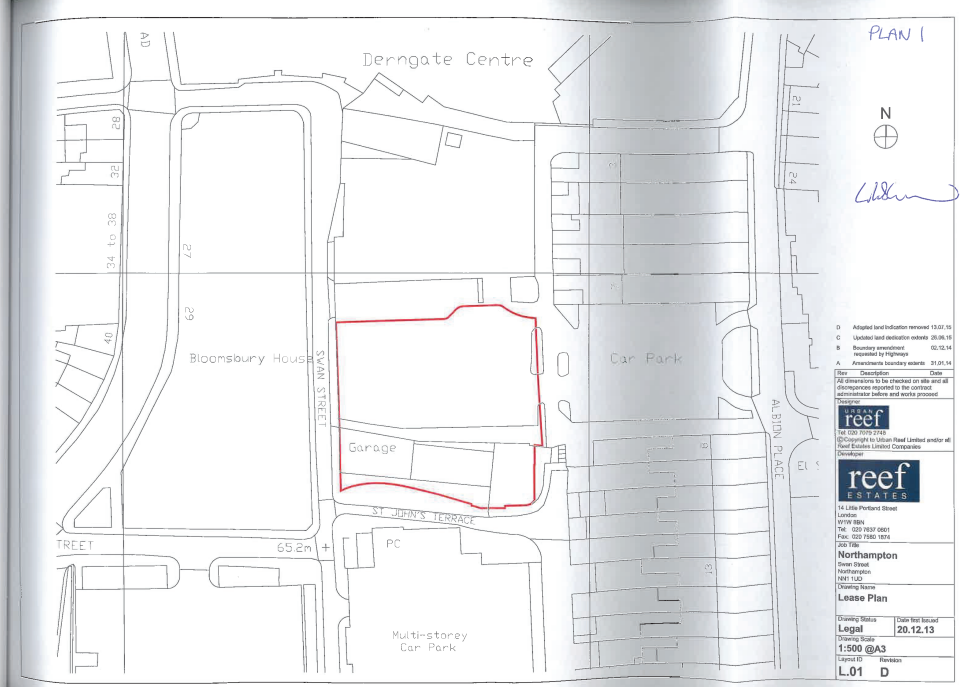 PLAN 1
Derngate Centre
AD
N
28
32
34 to 38
40
27
29
21
24
Bloomsbury House
SWAN STREET
Car Park
ALBION PLACE
Garage
ST JOHN'S TERRACE
TREET
65.2m
PC
Multi-storey
Car Park
13
D Adopted land indication removed 13.07.15
C Updated land dedication extents 26.06.15
B Boundary amendment 02.12.14
requested by Highways
A Amendments boundary extents 31.01.14
Rev Description Date
All dimensions to be checked on site and all
discrepances reported to the contract
administrator before and works proceed
Designer
URBAN
reef
Tel: 020 7079 2745
©Copyright to Urban Reef Limited and/or all
Reef Estates Limited Companies
Developer
reef
ESTATES
14 Little Portland Street
London
W1W 8BN
Tel: 020 7637 0601
Fax: 020 7580 1874
Job Title
Northampton
Swan Street
Northampton
NN1 1UD
Drawing Name
Lease Plan
Drawing Status Date first Issued
Legal 20.12.13
Drawing Scale
1:500 @A3
Layout ID Revision
L.01 D